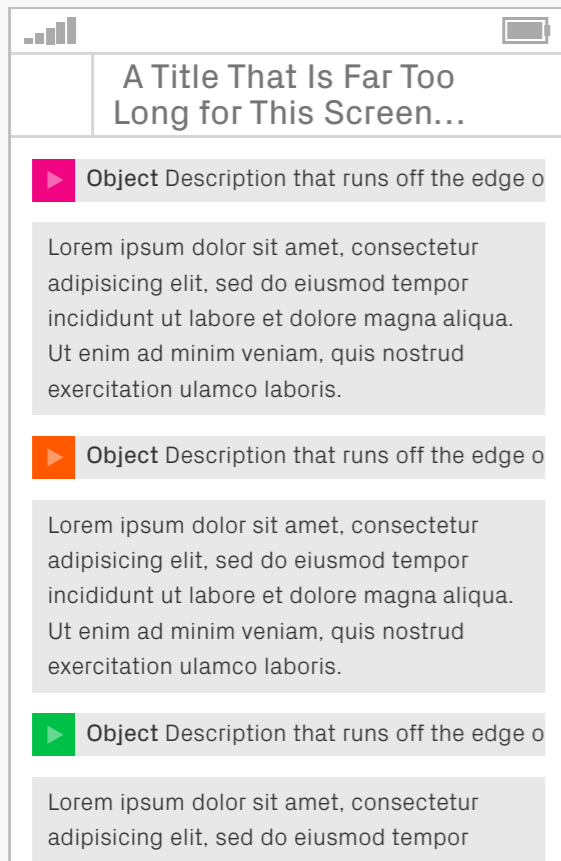 A Title That Is Far Too
Long for This Screen...
Object Description that runs off the edge o
Lorem ipsum dolor sit amet, consectetur
adipisicing elit, sed do eiusmod tempor
incididunt ut labore et dolore magna aliqua.
Ut enim ad minim veniam, quis nostrud
exercitation ulamco laboris.
Object Description that runs off the edge o
Lorem ipsum dolor sit amet, consectetur
adipisicing elit, sed do eiusmod tempor
incididunt ut labore et dolore magna aliqua.
Ut enim ad minim veniam, quis nostrud
exercitation ulamco laboris.
Object Description that runs off the edge o
Lorem ipsum dolor sit amet, consectetur
adipisicing elit, sed do eiusmod tempor